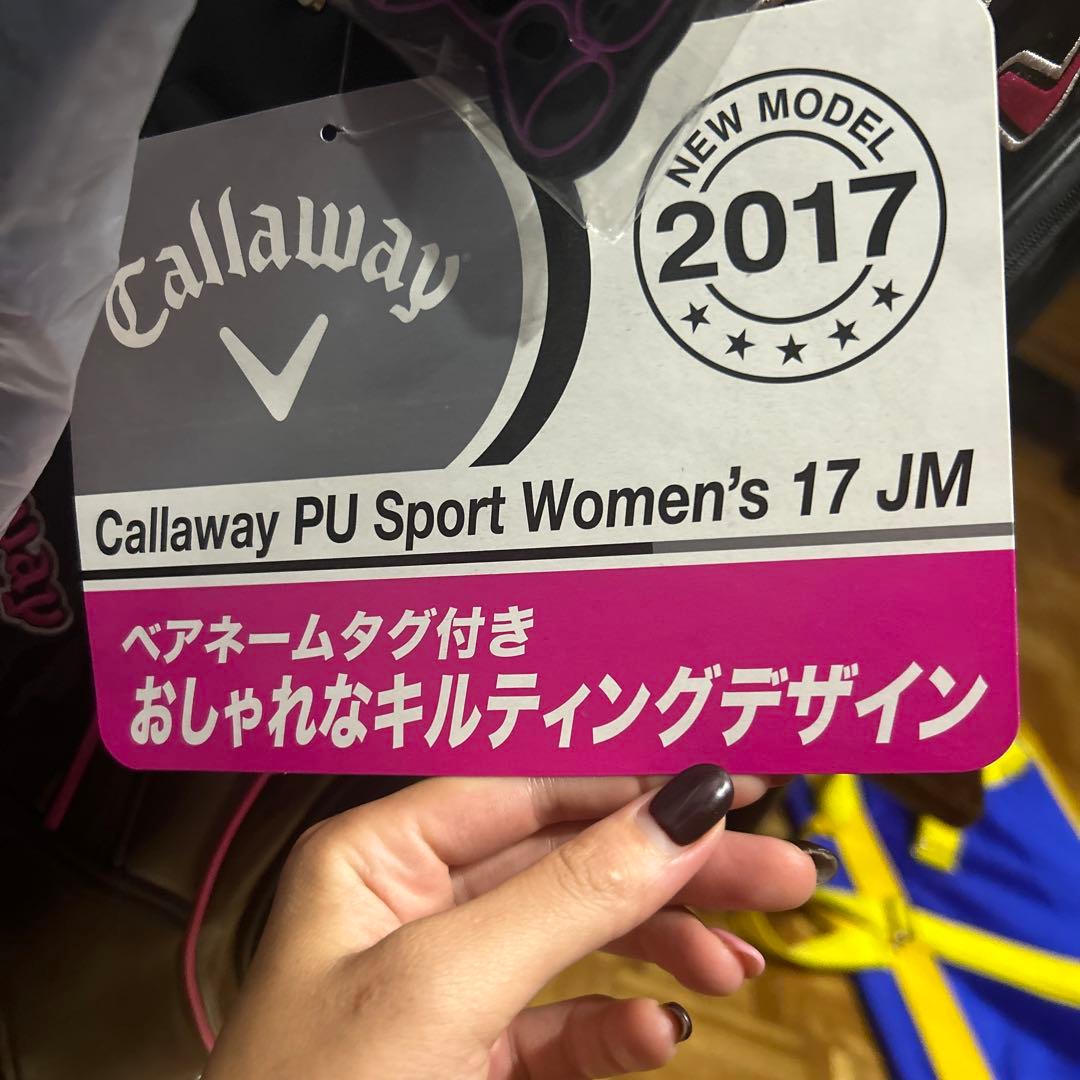 Callaway
NEW MODEL
2017
Callaway PU Sport Women's 17 JM
ベアネームタグ付き
おしゃれなキルティングデザイン
way